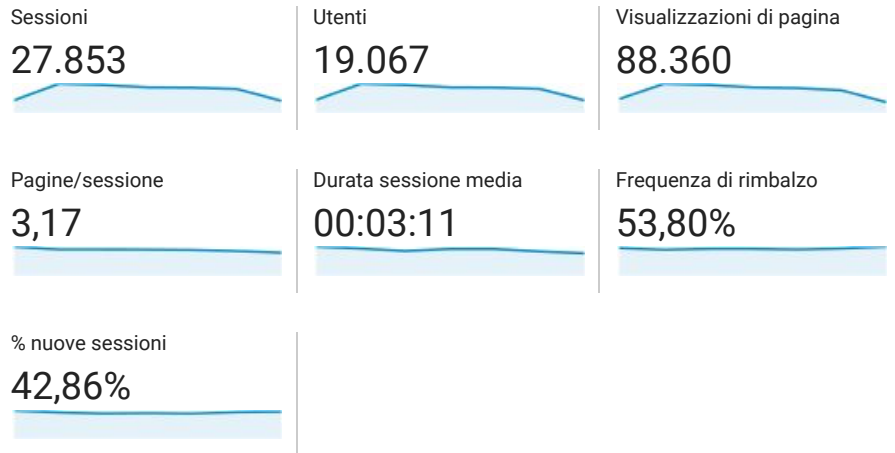 Sessioni
27.853
Utenti
19.067
Visualizzazioni di pagina
88.360
Pagine/sessione
3,17
Durata sessione media
00:03:11
Frequenza di rimbalzo
53,80%
% nuove sessioni
42,86%